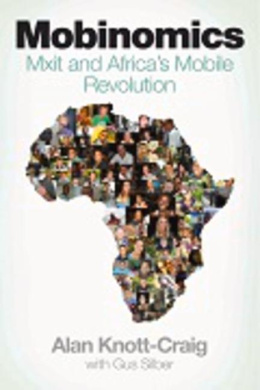 Mobinomics
Mxit and Africa's Mobile
Revolution
Alan Knott-Craig
with Gus Silber